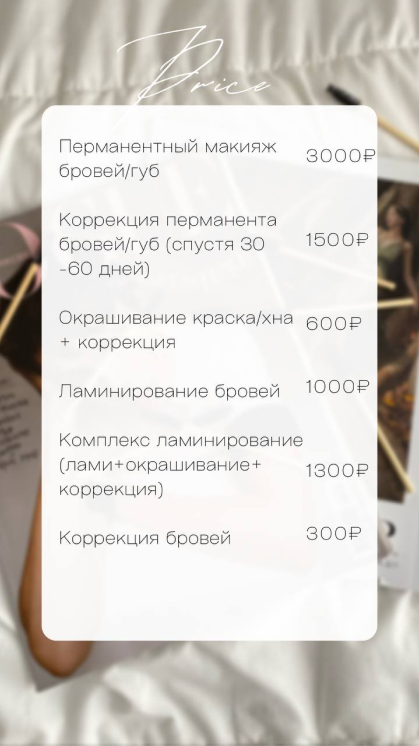 Price
Перманентный макияж
бровей/губ
3000₽
Коррекция перманента
бровей/губ (спустя 30
-60 дней)
1500₽
Окрашивание краска/хна
+ коррекция
600₽
Ламинирование бровей
1000₽
Комплекс ламинирование
(лами+окрашивание+
коррекция)
1300₽
Коррекция бровей
300₽